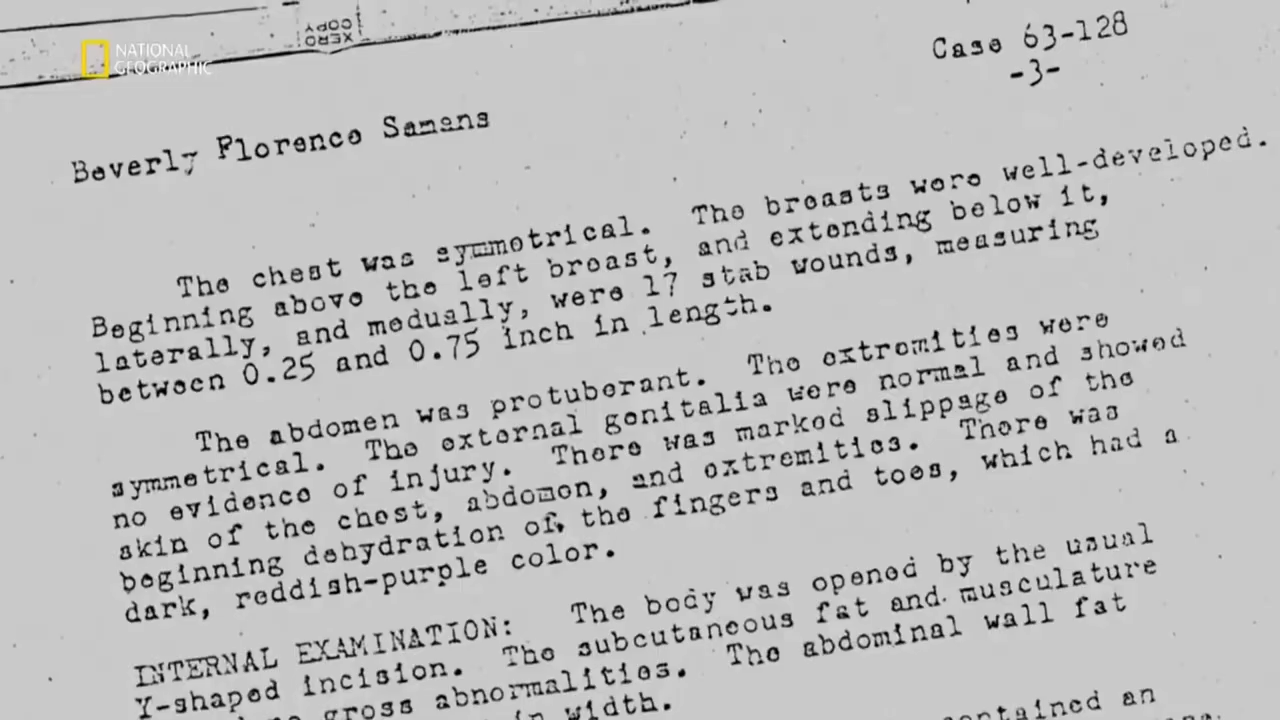 NATIONAL
GEOGRAPHIC
XERO
COPY
Case 63-128
-3-
Beverly Florence Samans
The chest was symmetrical. The breasts were well-developed.
Beginning above the left breast, and extending below it,
laterally, and medually, were 17 stab wounds, measuring
between 0.25 and 0.75 inch in length.
The abdomen was protuberant. The extremities were
symmetrical. The external genitalia were normal and showed
no evidence of injury. There was marked slippage of the
skin of the chest, abdomen, and extremities. There was
beginning dehydration of the fingers and toes, which had a
dark, reddish-purple color.
INTERNAL EXAMINATION: The body was opened by the usual
Y-shaped incision. The subcutaneous fat and musculature
gross abnormalities. The abdominal wall fat
in width.
contained an